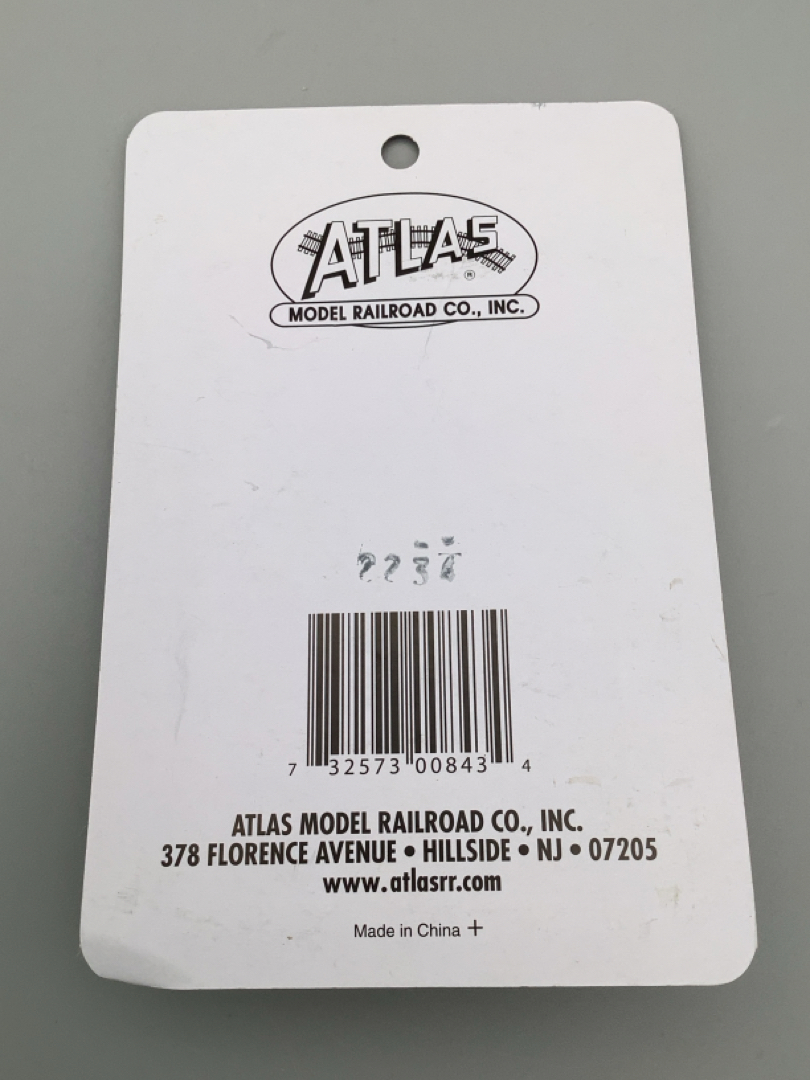 ATLAS
®
MODEL RAILROAD CO., INC.
7 32573 00843 4
ATLAS MODEL RAILROAD CO., INC.
378 FLORENCE AVENUE • HILLSIDE • NJ • 07205
www.atlasrr.com
Made in China +